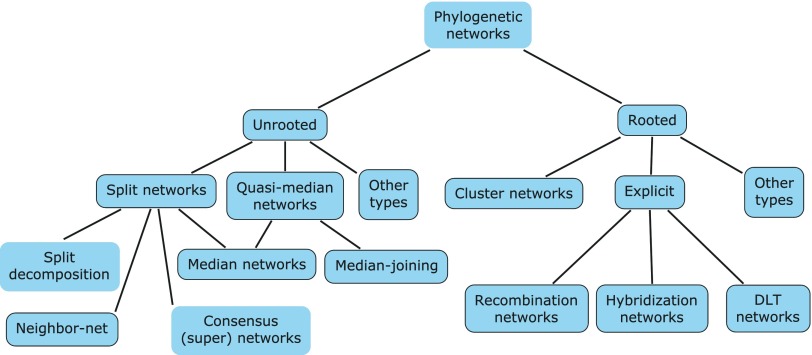 Phylogenetic
networks
Unrooted
Rooted
Split networks
Quasi-median
networks
Other
types
Cluster networks
Explicit
Other
types
Split
decomposition
Median networks
Median-joining
Neighbor-net
Consensus
(super) networks
Recombination
networks
Hybridization
networks
DLT
networks